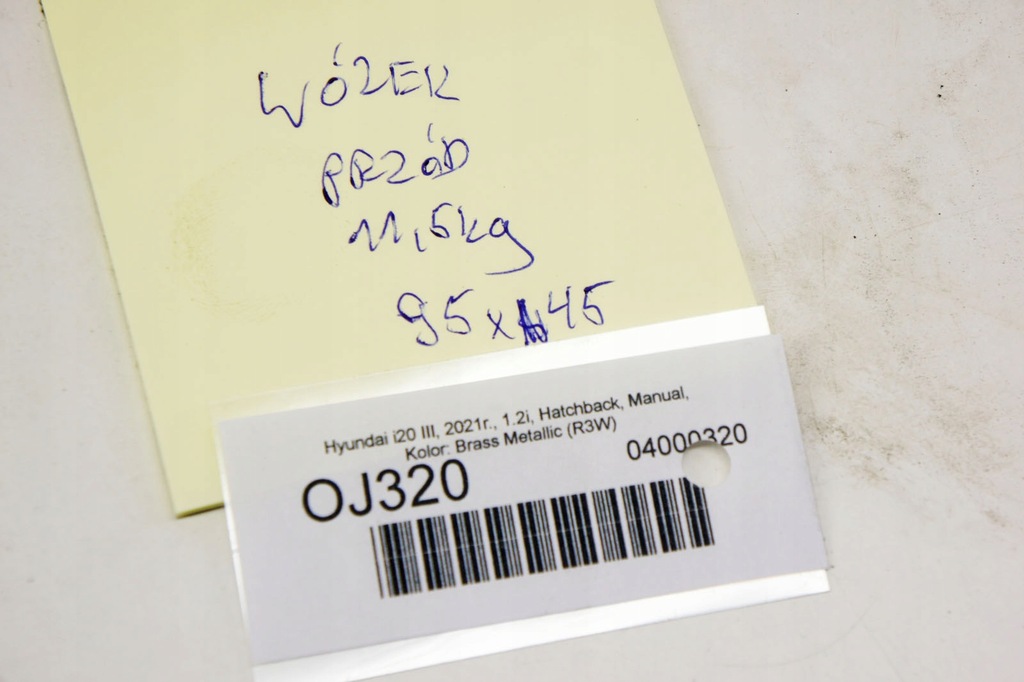 WÓZEK
PRZÓD
11,5kg
95x45
Hyundai i20 III, 2021r., 1.2i, Hatchback, Manual,
Kolor: Brass Metallic (R3W)
04000320
OJ320